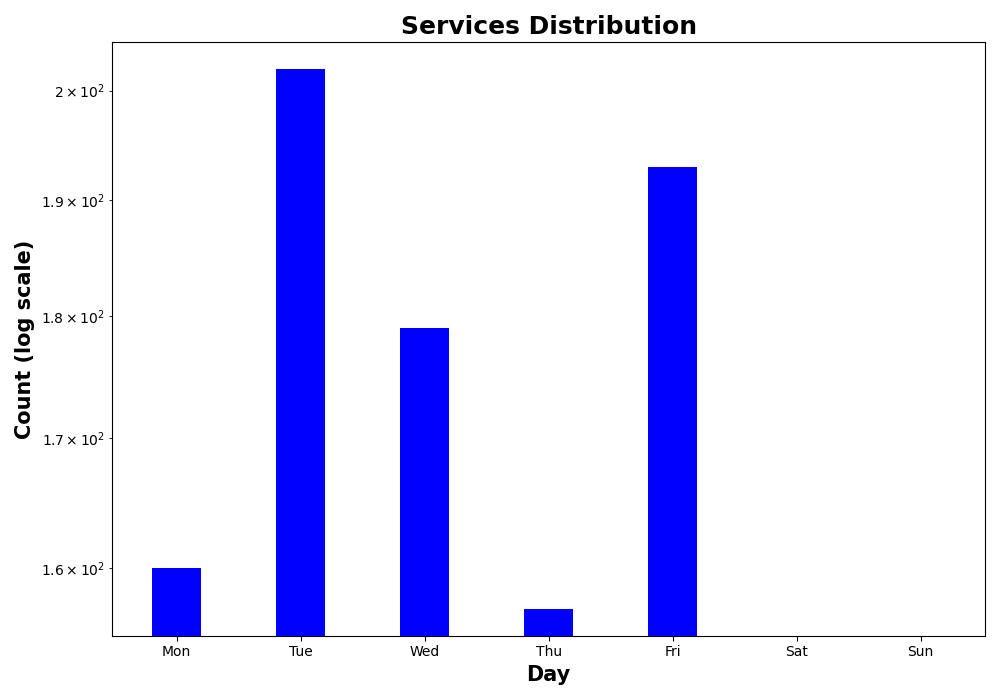 Services Distribution
Count (log scale)
2 × 10²
1.9 × 10²
1.8 × 10²
1.7 × 10²
1.6 × 10²
Mon Tue Wed Thu Fri Sat Sun
Day